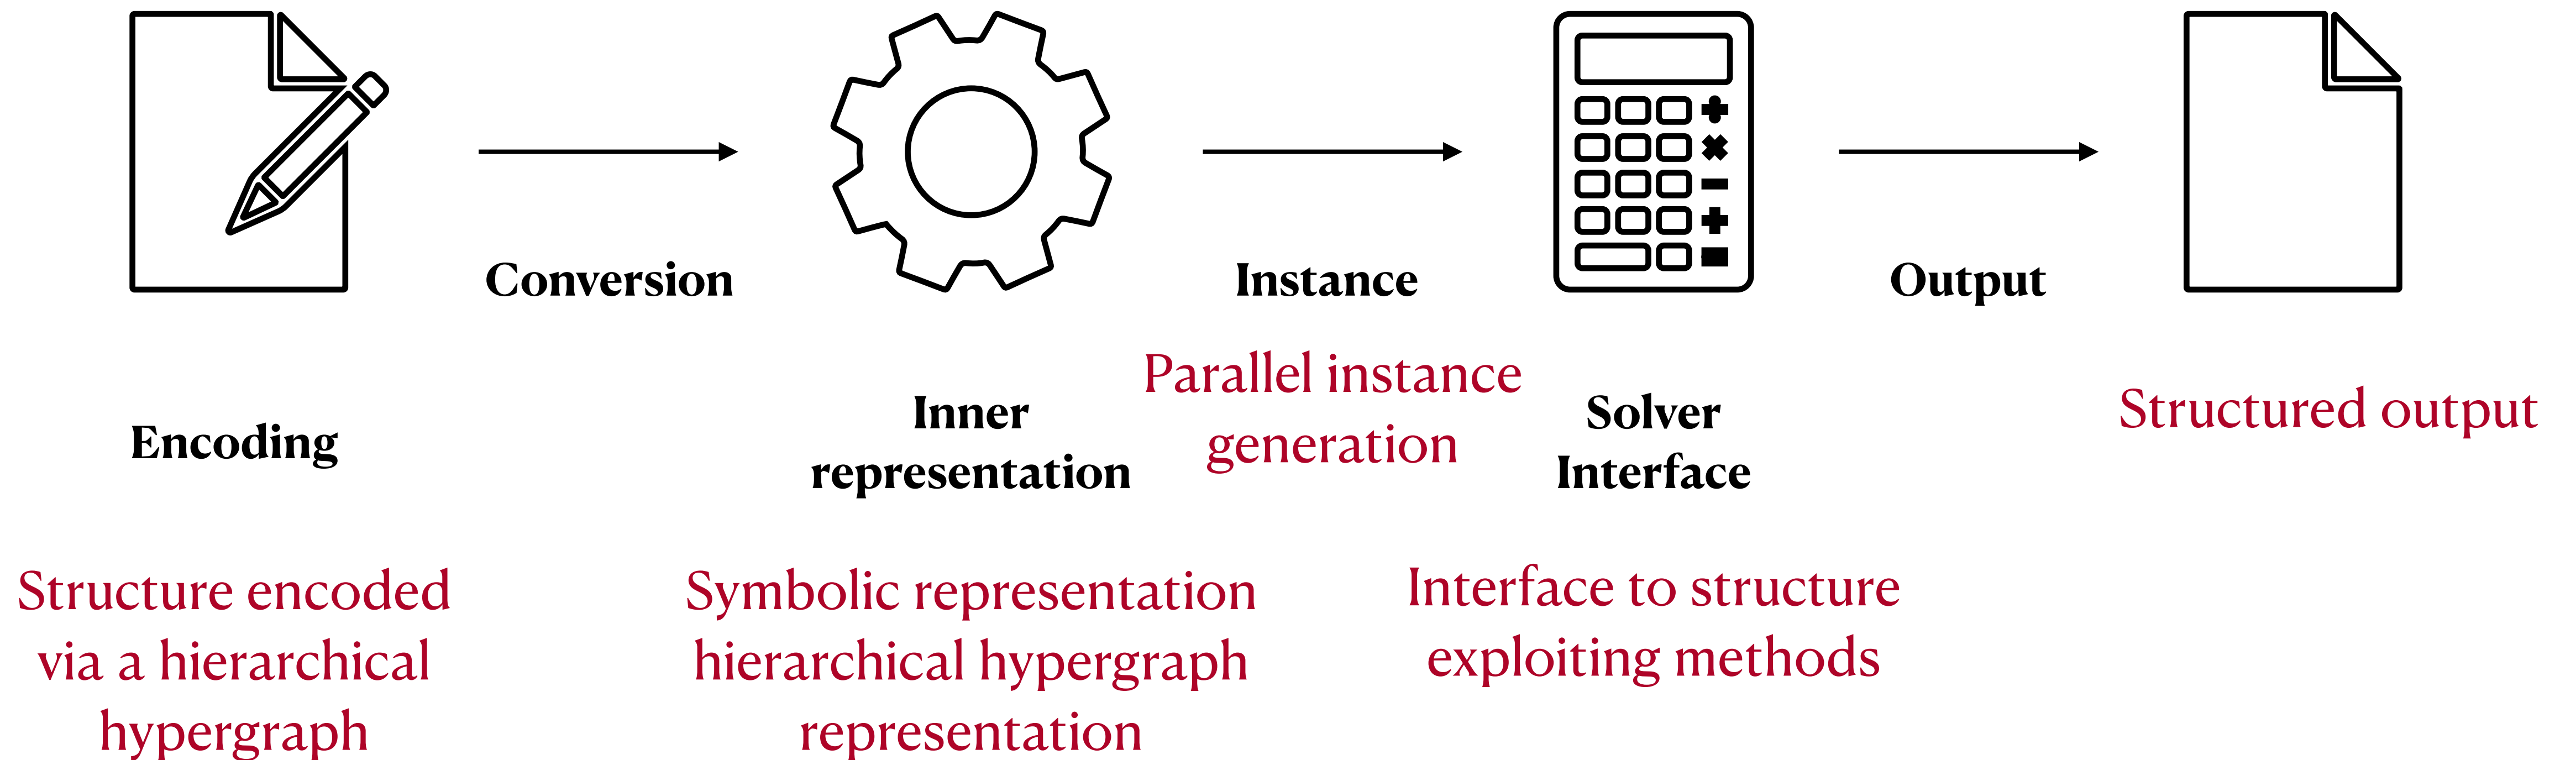 Conversion
Instance
Output
Encoding
Inner
representation
Parallel instance
generation
Solver
Interface
Structured output
Structure encoded
via a hierarchical
hypergraph
Symbolic representation
hierarchical hypergraph
representation
Interface to structure
exploiting methods